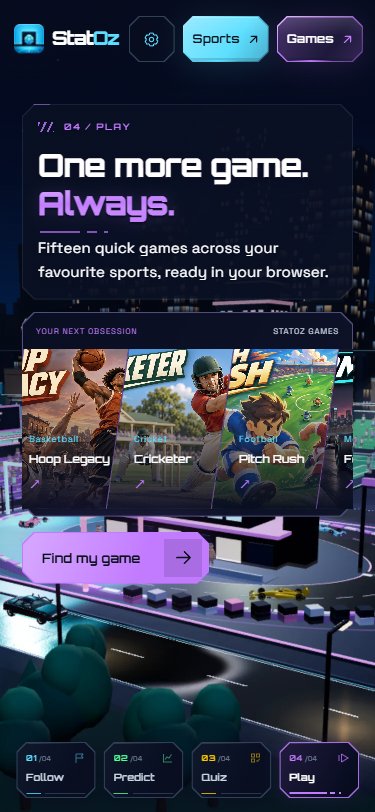 StatOz
Sports
Games
04 / PLAY
One more game.
Always.
Fifteen quick games across your
favourite sports, ready in your browser.
YOUR NEXT OBSESSION
STATOZ GAMES
Basketball
Hoop Legacy
Cricket
Cricketer
Football
Pitch Rush
Find my game
01 /04
Follow
02 /04
Predict
03 /04
Quiz
04 /04
Play